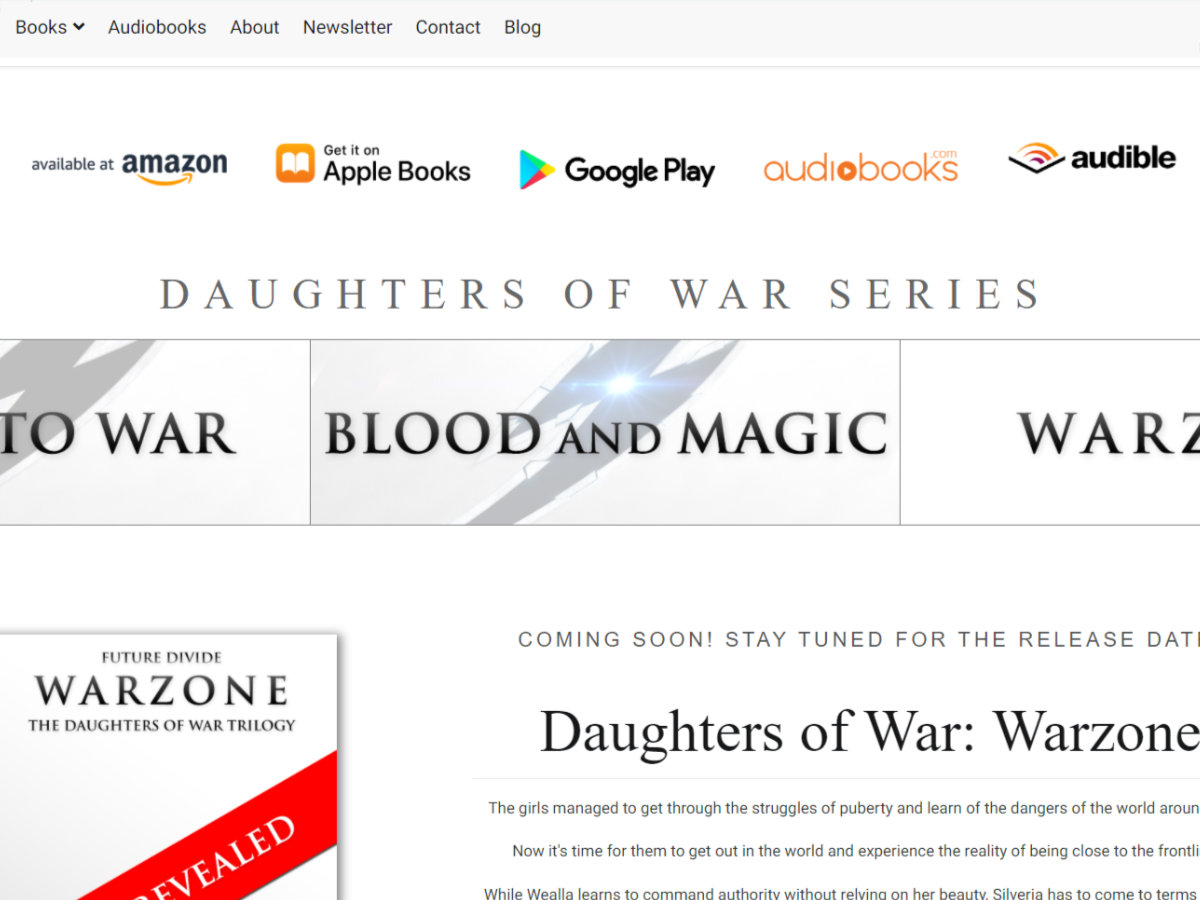 Books Audiobooks About Newsletter Contact Blog
available at amazon
Get it on
Apple Books
Google Play
audiobooks
.com
audible
DAUGHTERS OF WAR SERIES
TO WAR
BLOOD AND MAGIC
WARZ
COMING SOON! STAY TUNED FOR THE RELEASE DAT
FUTURE DIVIDE
WARZONE
THE DAUGHTERS OF WAR TRILOGY
REVEALED
Daughters of War: Warzone
The girls managed to get through the struggles of puberty and learn of the dangers of the world aroun
Now it's time for them to get out in the world and experience the reality of being close to the frontli
While Wealla learns to command authority without relying on her beauty, Silveria has to come to terms